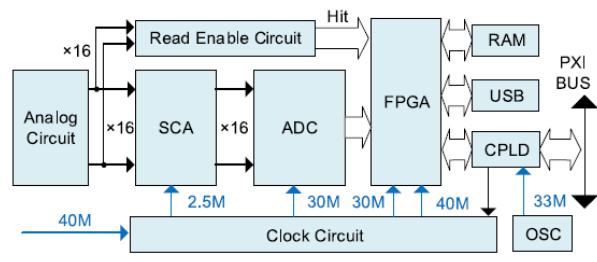 Hit
×16
Read Enable Circuit
RAM
PXI
BUS
Analog
Circuit
×16
SCA
×16
ADC
FPGA
USB
CPLD
2.5M
30M
30M
40M
33M
40M
Clock Circuit
OSC